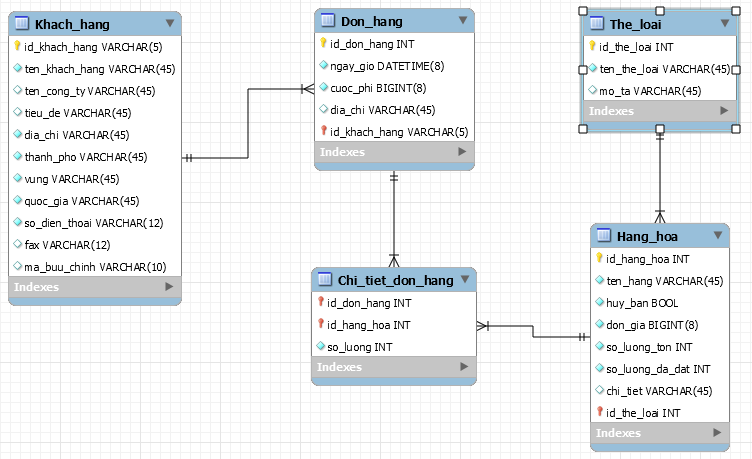 Khach_hang
id_khach_hang VARCHAR(5)
ten_khach_hang VARCHAR(45)
ten_cong_ty VARCHAR(45)
tieu_de VARCHAR(45)
dia_chi VARCHAR(45)
thanh_pho VARCHAR(45)
vung VARCHAR(45)
quoc_gia VARCHAR(45)
so_dien_thoai VARCHAR(12)
fax VARCHAR(12)
ma_buu_chinh VARCHAR(10)
Indexes
Don_hang
id_don_hang INT
ngay_gio DATETIME(8)
cuoc_phi BIGINT(8)
dia_chi VARCHAR(45)
id_khach_hang VARCHAR(5)
Indexes
The_loai
id_the_loai INT
ten_the_loai VARCHAR(45)
mo_ta VARCHAR(45)
Indexes
Chi_tiet_don_hang
id_don_hang INT
id_hang_hoa INT
so_luong INT
Indexes
Hang_hoa
id_hang_hoa INT
ten_hang VARCHAR(45)
huy_ban BOOL
don_gia BIGINT(8)
so_luong_ton INT
so_luong_da_dat INT
chi_tiet VARCHAR(45)
id_the_loai INT
Indexes